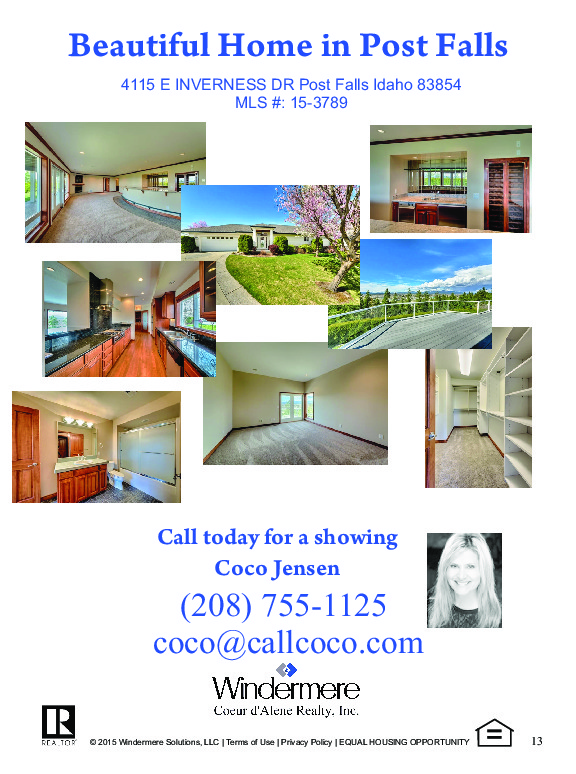 Beautiful Home in Post Falls
4115 E INVERNESS DR Post Falls Idaho 83854
MLS #: 15-3789
Call today for a showing
Coco Jensen
(208) 755-1125
coco@callcoco.com
Windermere
Coeur d'Alene Realty, Inc.
R
REALTOR
© 2015 Windermere Solutions, LLC | Terms of Use | Privacy Policy | EQUAL HOUSING OPPORTUNITY
13